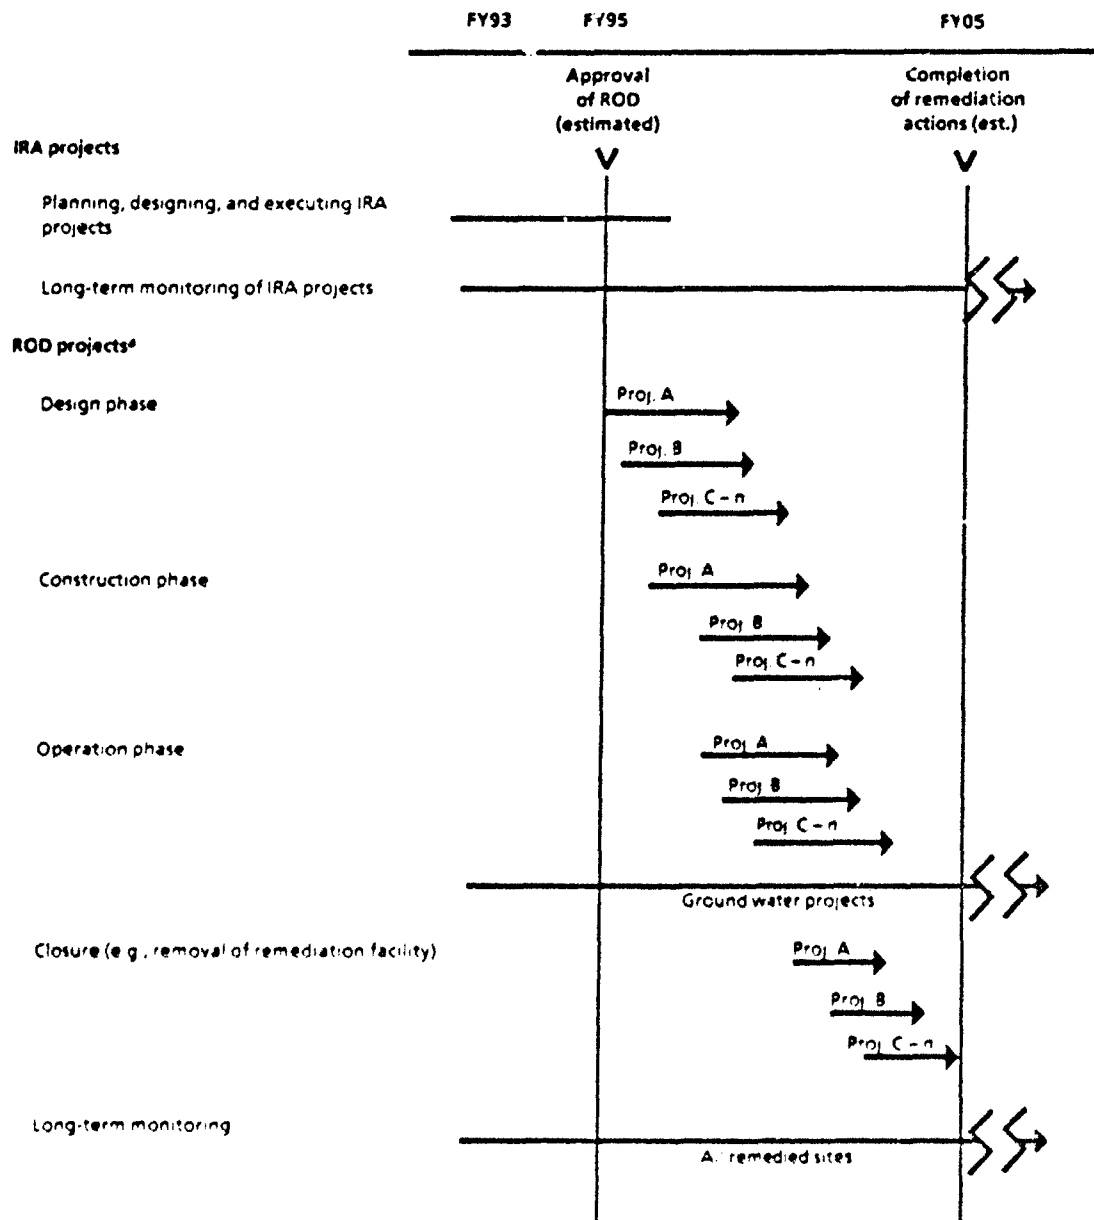 FY93 FY95 FY05
Approval
of ROD
(estimated)
Completion
of remediation
actions (est.)
IRA projects
Planning, designing, and executing IRA
projects
Long-term monitoring of IRA projects
ROD projectsᵃ
Design phase
Proj. A
Proj. B
Proj. C – n
Construction phase
Proj. A
Proj. B
Proj. C – n
Operation phase
Proj. A
Proj. B
Proj. C – n
Ground water projects
Closure (e.g., removal of remediation facility)
Proj. A
Proj. B
Proj. C – n
Long-term monitoring
remedied sites